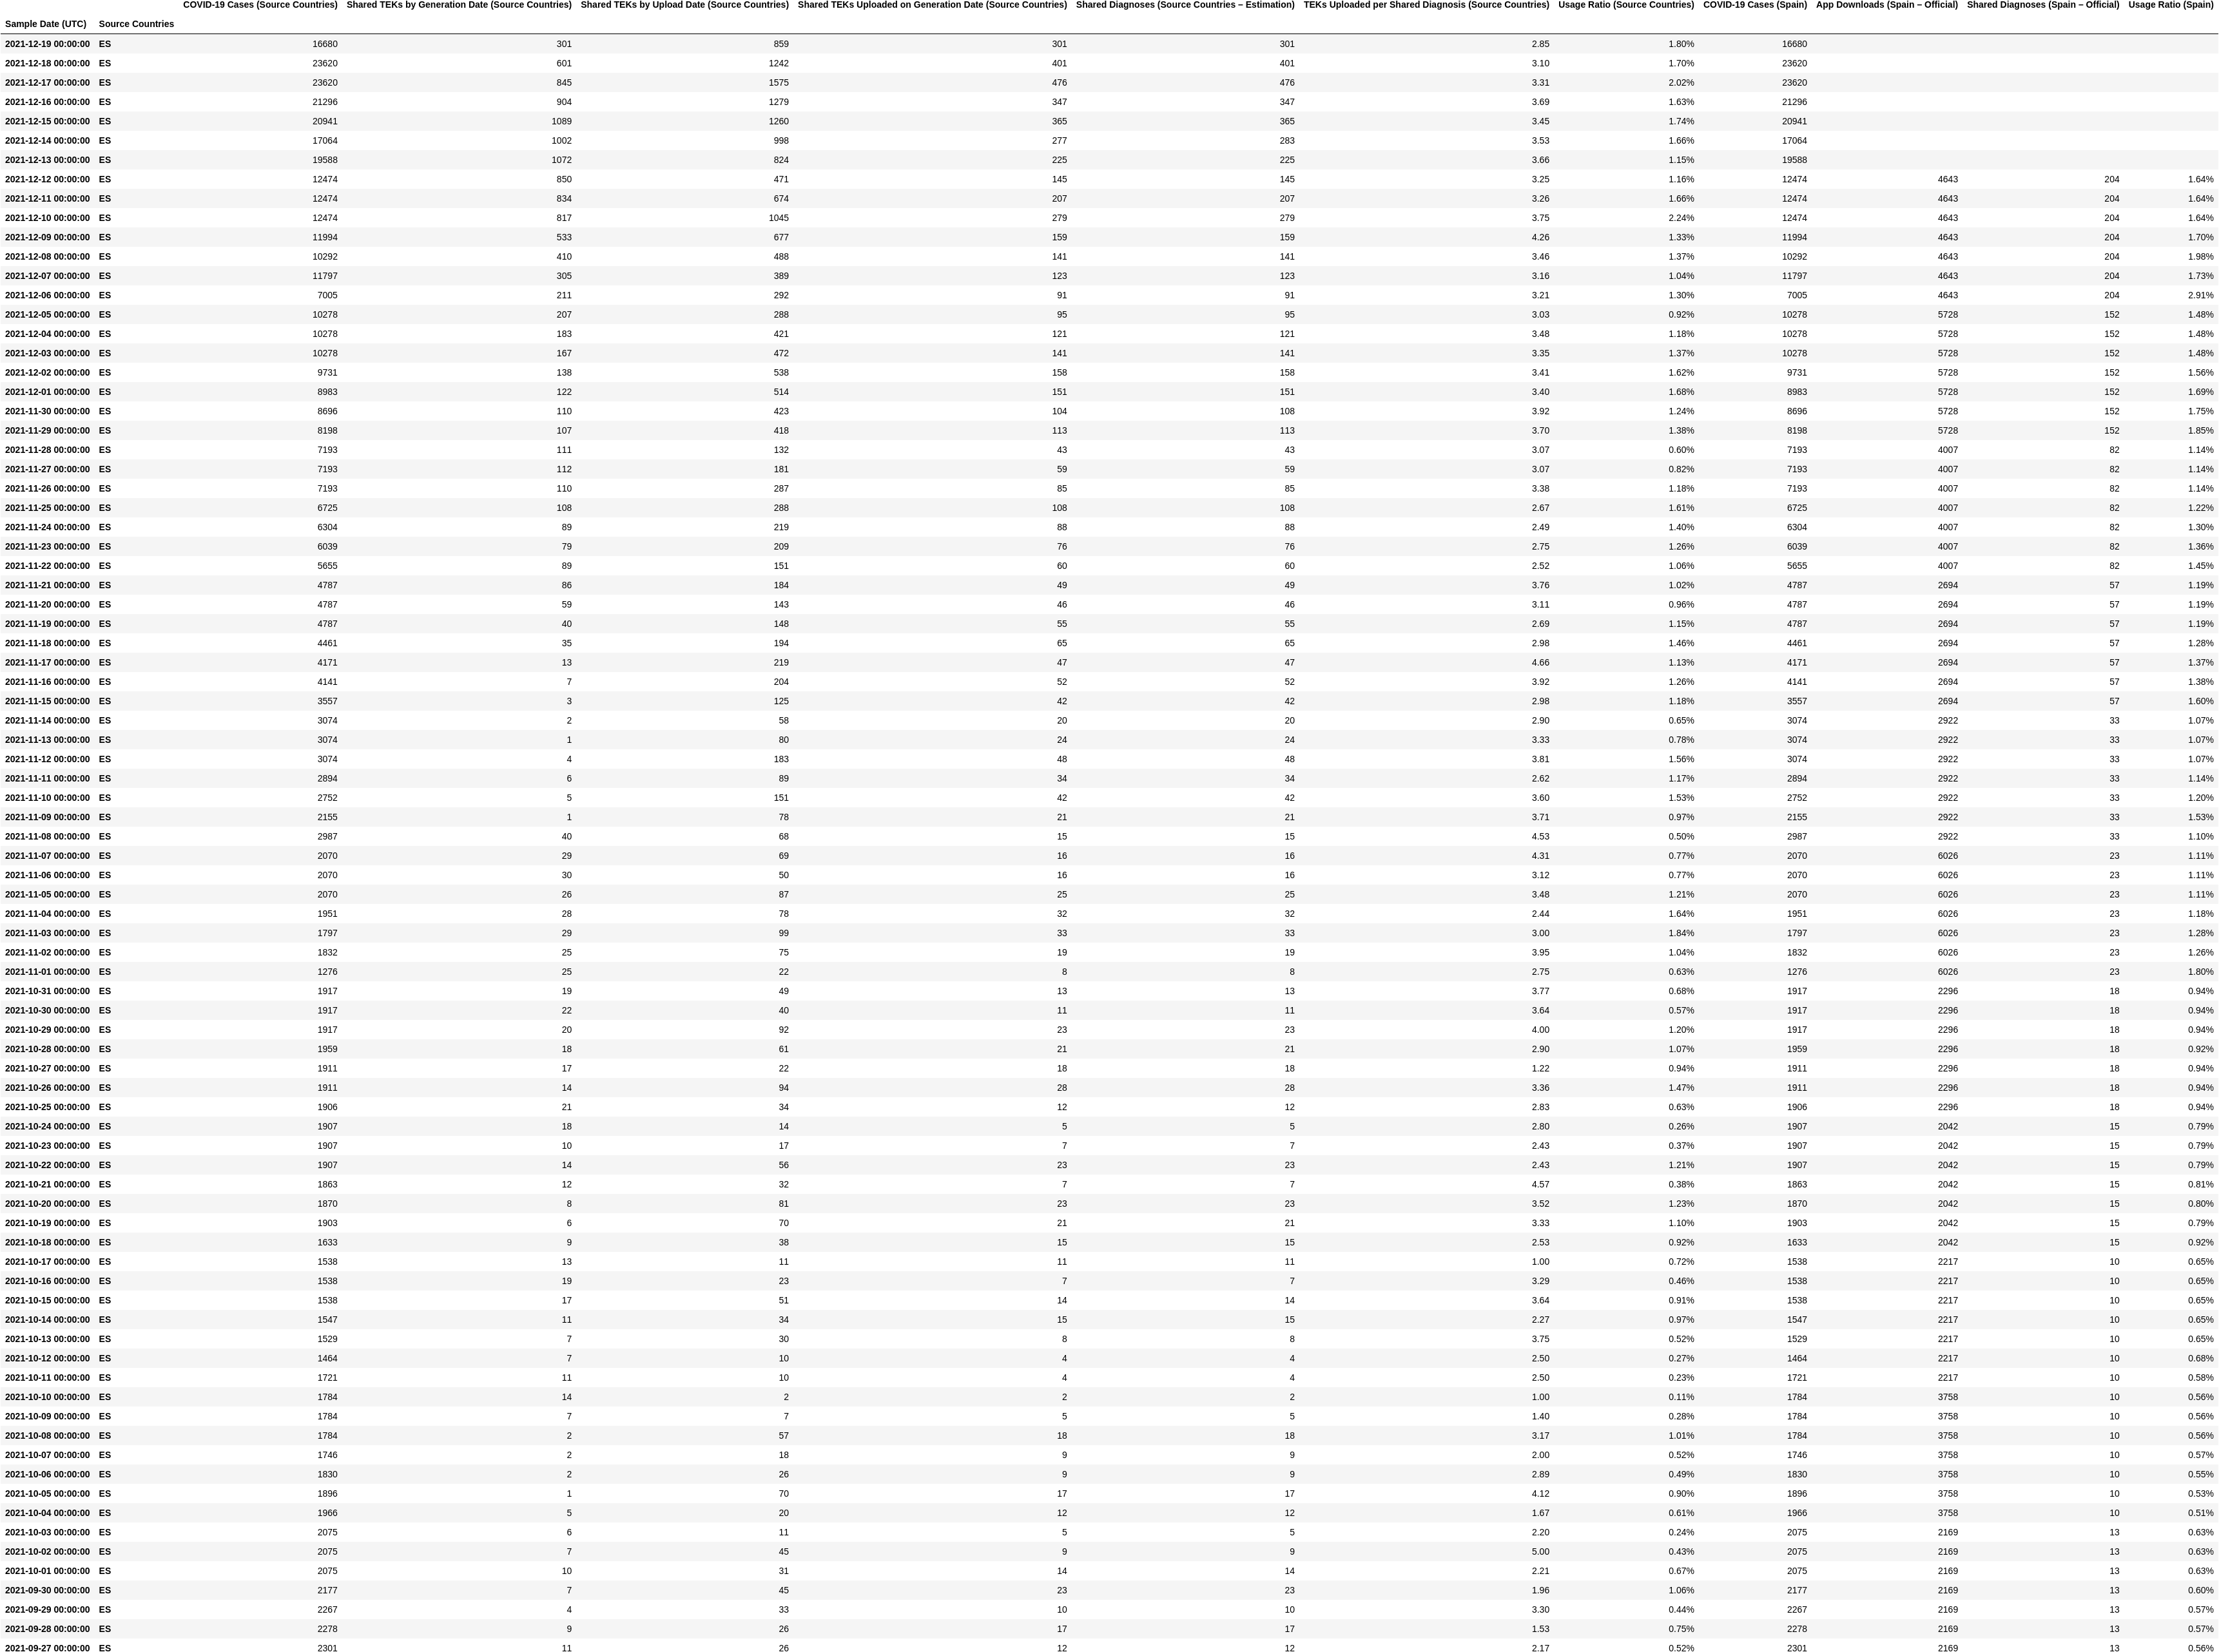 COVID-19 Cases (Source Countries) Shared TEKs by Generation Date (Source Countries) Shared TEKs by Upload Date (Source Countries) Shared TEKs Uploaded on Generation Date (Source Countries) Shared Diagnoses (Source Countries – Estimation) TEKs Uploaded per Shared Diagnosis (Source Countries) Usage Ratio (Source Countries) COVID-19 Cases (Spain) App Downloads (Spain – Official) Shared Diagnoses (Spain – Official) Usage Ratio (Spain)
Sample Date (UTC) Source Countries
2021-12-19 00:00:00 ES 16680 301 859 301 301 2.85 1.80% 16680
2021-12-18 00:00:00 ES 23620 601 1242 401 401 3.10 1.70% 23620
2021-12-17 00:00:00 ES 23620 845 1575 476 476 3.31 2.02% 23620
2021-12-16 00:00:00 ES 21296 904 1279 347 347 3.69 1.63% 21296
2021-12-15 00:00:00 ES 20941 1089 1260 365 365 3.45 1.74% 20941
2021-12-14 00:00:00 ES 17064 1002 998 277 283 3.53 1.66% 17064
2021-12-13 00:00:00 ES 19588 1072 824 225 225 3.66 1.15% 19588
2021-12-12 00:00:00 ES 12474 850 471 145 145 3.25 1.16% 12474 4643 204 1.64%
2021-12-11 00:00:00 ES 12474 834 674 207 207 3.26 1.66% 12474 4643 204 1.64%
2021-12-10 00:00:00 ES 12474 817 1045 279 279 3.75 2.24% 12474 4643 204 1.64%
2021-12-09 00:00:00 ES 11994 533 677 159 159 4.26 1.33% 11994 4643 204 1.70%
2021-12-08 00:00:00 ES 10292 410 488 141 141 3.46 1.37% 10292 4643 204 1.98%
2021-12-07 00:00:00 ES 11797 305 389 123 123 3.16 1.04% 11797 4643 204 1.73%
2021-12-06 00:00:00 ES 7005 211 292 91 91 3.21 1.30% 7005 4643 204 2.91%
2021-12-05 00:00:00 ES 10278 207 288 95 95 3.03 0.92% 10278 5728 152 1.48%
2021-12-04 00:00:00 ES 10278 183 421 121 121 3.48 1.18% 10278 5728 152 1.48%
2021-12-03 00:00:00 ES 10278 167 472 141 141 3.35 1.37% 10278 5728 152 1.48%
2021-12-02 00:00:00 ES 9731 138 538 158 158 3.41 1.62% 9731 5728 152 1.56%
2021-12-01 00:00:00 ES 8983 122 514 151 151 3.40 1.68% 8983 5728 152 1.69%
2021-11-30 00:00:00 ES 8696 110 423 104 108 3.92 1.24% 8696 5728 152 1.75%
2021-11-29 00:00:00 ES 8198 107 418 113 113 3.70 1.38% 8198 5728 152 1.85%
2021-11-28 00:00:00 ES 7193 111 132 43 43 3.07 0.60% 7193 4007 82 1.14%
2021-11-27 00:00:00 ES 7193 112 181 59 59 3.07 0.82% 7193 4007 82 1.14%
2021-11-26 00:00:00 ES 7193 110 287 85 85 3.38 1.18% 7193 4007 82 1.14%
2021-11-25 00:00:00 ES 6725 108 288 108 108 2.67 1.61% 6725 4007 82 1.22%
2021-11-24 00:00:00 ES 6304 89 219 88 88 2.49 1.40% 6304 4007 82 1.30%
2021-11-23 00:00:00 ES 6039 79 209 76 76 2.75 1.26% 6039 4007 82 1.36%
2021-11-22 00:00:00 ES 5655 89 151 60 60 2.52 1.06% 5655 4007 82 1.45%
2021-11-21 00:00:00 ES 4787 86 184 49 49 3.76 1.02% 4787 2694 57 1.19%
2021-11-20 00:00:00 ES 4787 59 143 46 46 3.11 0.96% 4787 2694 57 1.19%
2021-11-19 00:00:00 ES 4787 40 148 55 55 2.69 1.15% 4787 2694 57 1.19%
2021-11-18 00:00:00 ES 4461 35 194 65 65 2.98 1.46% 4461 2694 57 1.28%
2021-11-17 00:00:00 ES 4171 13 219 47 47 4.66 1.13% 4171 2694 57 1.37%
2021-11-16 00:00:00 ES 4141 7 204 52 52 3.92 1.26% 4141 2694 57 1.38%
2021-11-15 00:00:00 ES 3557 3 125 42 42 2.98 1.18% 3557 2694 57 1.60%
2021-11-14 00:00:00 ES 3074 2 58 20 20 2.90 0.65% 3074 2922 33 1.07%
2021-11-13 00:00:00 ES 3074 1 80 24 24 3.33 0.78% 3074 2922 33 1.07%
2021-11-12 00:00:00 ES 3074 4 183 48 48 3.81 1.56% 3074 2922 33 1.07%
2021-11-11 00:00:00 ES 2894 6 89 34 34 2.62 1.17% 2894 2922 33 1.14%
2021-11-10 00:00:00 ES 2752 5 151 42 42 3.60 1.53% 2752 2922 33 1.20%
2021-11-09 00:00:00 ES 2155 1 78 21 21 3.71 0.97% 2155 2922 33 1.53%
2021-11-08 00:00:00 ES 2987 40 68 15 15 4.53 0.50% 2987 2922 33 1.10%
2021-11-07 00:00:00 ES 2070 29 69 16 16 4.31 0.77% 2070 6026 23 1.11%
2021-11-06 00:00:00 ES 2070 30 50 16 16 3.12 0.77% 2070 6026 23 1.11%
2021-11-05 00:00:00 ES 2070 26 87 25 25 3.48 1.21% 2070 6026 23 1.11%
2021-11-04 00:00:00 ES 1951 28 78 32 32 2.44 1.64% 1951 6026 23 1.18%
2021-11-03 00:00:00 ES 1797 29 99 33 33 3.00 1.84% 1797 6026 23 1.28%
2021-11-02 00:00:00 ES 1832 25 75 19 19 3.95 1.04% 1832 6026 23 1.26%
2021-11-01 00:00:00 ES 1276 25 22 8 8 2.75 0.63% 1276 6026 23 1.80%
2021-10-31 00:00:00 ES 1917 19 49 13 13 3.77 0.68% 1917 2296 18 0.94%
2021-10-30 00:00:00 ES 1917 22 40 11 11 3.64 0.57% 1917 2296 18 0.94%
2021-10-29 00:00:00 ES 1917 20 92 23 23 4.00 1.20% 1917 2296 18 0.94%
2021-10-28 00:00:00 ES 1959 18 61 21 21 2.90 1.07% 1959 2296 18 0.92%
2021-10-27 00:00:00 ES 1911 17 22 18 18 1.22 0.94% 1911 2296 18 0.94%
2021-10-26 00:00:00 ES 1911 14 94 28 28 3.36 1.47% 1911 2296 18 0.94%
2021-10-25 00:00:00 ES 1906 21 34 12 12 2.83 0.63% 1906 2296 18 0.94%
2021-10-24 00:00:00 ES 1907 18 14 5 5 2.80 0.26% 1907 2042 15 0.79%
2021-10-23 00:00:00 ES 1907 10 17 7 7 2.43 0.37% 1907 2042 15 0.79%
2021-10-22 00:00:00 ES 1907 14 56 23 23 2.43 1.21% 1907 2042 15 0.79%
2021-10-21 00:00:00 ES 1863 12 32 7 7 4.57 0.38% 1863 2042 15 0.81%
2021-10-20 00:00:00 ES 1870 8 81 23 23 3.52 1.23% 1870 2042 15 0.80%
2021-10-19 00:00:00 ES 1903 6 70 21 21 3.33 1.10% 1903 2042 15 0.79%
2021-10-18 00:00:00 ES 1633 9 38 15 15 2.53 0.92% 1633 2042 15 0.92%
2021-10-17 00:00:00 ES 1538 13 11 11 11 1.00 0.72% 1538 2217 10 0.65%
2021-10-16 00:00:00 ES 1538 19 23 7 7 3.29 0.46% 1538 2217 10 0.65%
2021-10-15 00:00:00 ES 1538 17 51 14 14 3.64 0.91% 1538 2217 10 0.65%
2021-10-14 00:00:00 ES 1547 11 34 15 15 2.27 0.97% 1547 2217 10 0.65%
2021-10-13 00:00:00 ES 1529 7 30 8 8 3.75 0.52% 1529 2217 10 0.65%
2021-10-12 00:00:00 ES 1464 7 10 4 4 2.50 0.27% 1464 2217 10 0.68%
2021-10-11 00:00:00 ES 1721 11 10 4 4 2.50 0.23% 1721 2217 10 0.58%
2021-10-10 00:00:00 ES 1784 14 2 2 2 1.00 0.11% 1784 3758 10 0.56%
2021-10-09 00:00:00 ES 1784 7 7 5 5 1.40 0.28% 1784 3758 10 0.56%
2021-10-08 00:00:00 ES 1784 2 57 18 18 3.17 1.01% 1784 3758 10 0.56%
2021-10-07 00:00:00 ES 1746 2 18 9 9 2.00 0.52% 1746 3758 10 0.57%
2021-10-06 00:00:00 ES 1830 2 26 9 9 2.89 0.49% 1830 3758 10 0.55%
2021-10-05 00:00:00 ES 1896 1 70 17 17 4.12 0.90% 1896 3758 10 0.53%
2021-10-04 00:00:00 ES 1966 5 20 12 12 1.67 0.61% 1966 3758 10 0.51%
2021-10-03 00:00:00 ES 2075 6 11 5 5 2.20 0.24% 2075 2169 13 0.63%
2021-10-02 00:00:00 ES 2075 7 45 9 9 5.00 0.43% 2075 2169 13 0.63%
2021-10-01 00:00:00 ES 2075 10 31 14 14 2.21 0.67% 2075 2169 13 0.63%
2021-09-30 00:00:00 ES 2177 7 45 23 23 1.96 1.06% 2177 2169 13 0.60%
2021-09-29 00:00:00 ES 2267 4 33 10 10 3.30 0.44% 2267 2169 13 0.57%
2021-09-28 00:00:00 ES 2278 9 26 17 17 1.53 0.75% 2278 2169 13 0.57%
2021-09-27 00:00:00 ES 2301 11 26 12 12 2.17 0.52% 2301 2169 13 0.56%